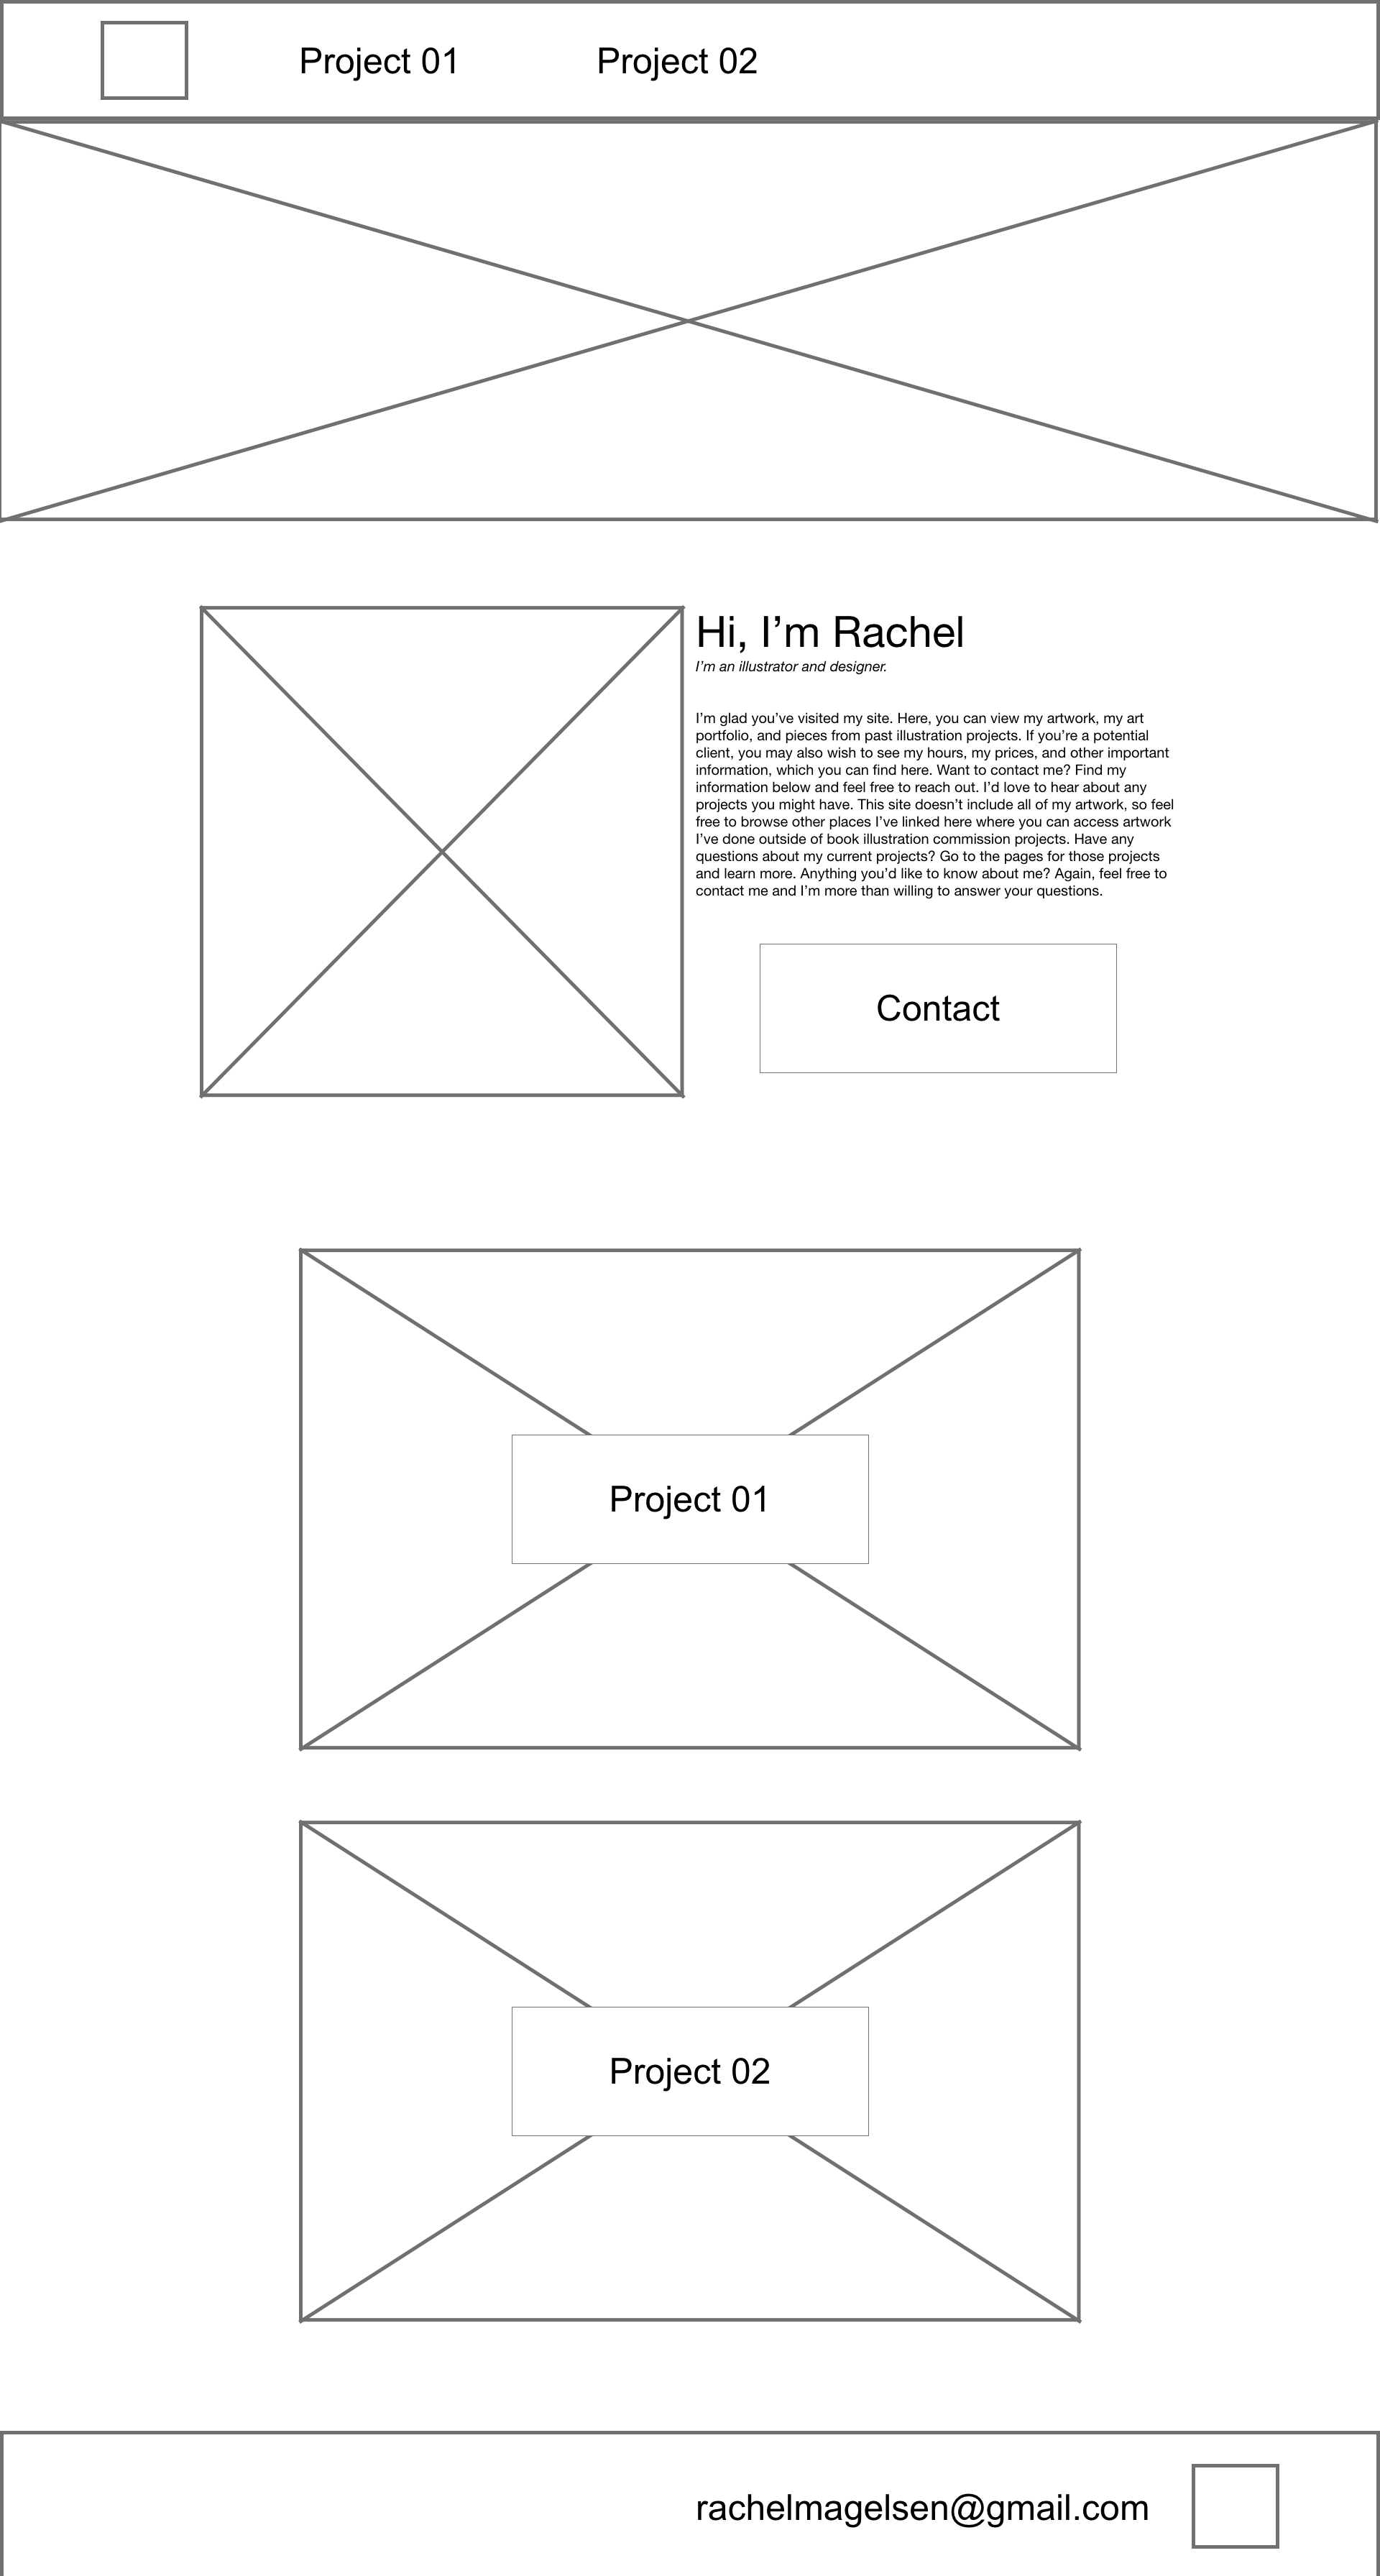 Project 01 Project 02
Hi, I’m Rachel
I’m an illustrator and designer.
I’m glad you’ve visited my site. Here, you can view my artwork, my art
portfolio, and pieces from past illustration projects. If you’re a potential
client, you may also wish to see my hours, my prices, and other important
information, which you can find here. Want to contact me? Find my
information below and feel free to reach out. I’d love to hear about any
projects you might have. This site doesn’t include all of my artwork, so feel
free to browse other places I’ve linked here where you can access artwork
I’ve done outside of book illustration commission projects. Have any
questions about my current projects? Go to the pages for those projects
and learn more. Anything you’d like to know about me? Again, feel free to
contact me and I’m more than willing to answer your questions.
Contact
Project 01
Project 02
rachelmagelsen@gmail.com